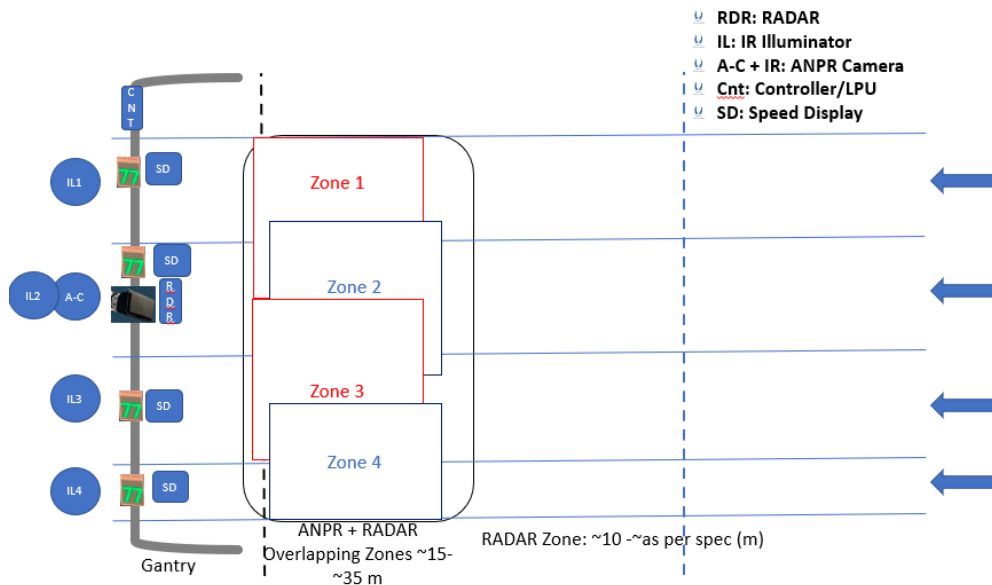 RDR: RADAR
IL: IR Illuminator
A-C + IR: ANPR Camera
Cnt: Controller/LPU
SD: Speed Display
C
N
T
IL1
77
SD
Zone 1
77
SD
IL2
A-C
R
D
R
Zone 2
IL3
77
SD
Zone 3
IL4
77
SD
Zone 4
ANPR + RADAR
Overlapping Zones ~15-
~35 m
RADAR Zone: ~10 -~as per spec (m)
Gantry